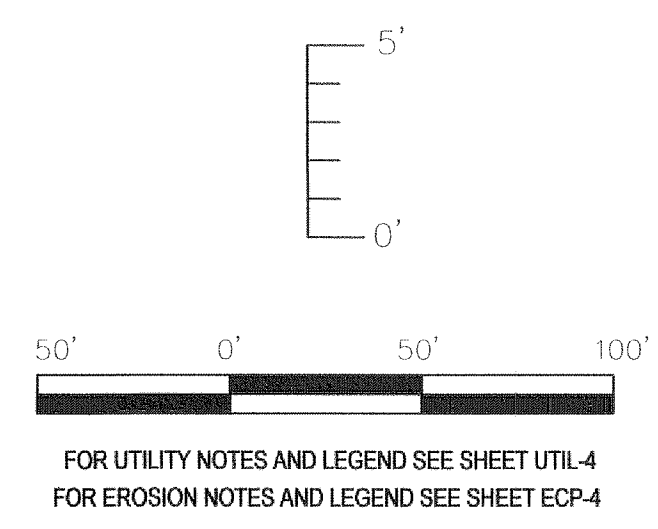 5'
0'
50' 0' 50' 100'
FOR UTILITY NOTES AND LEGEND SEE SHEET UTIL-4
FOR EROSION NOTES AND LEGEND SEE SHEET ECP-4